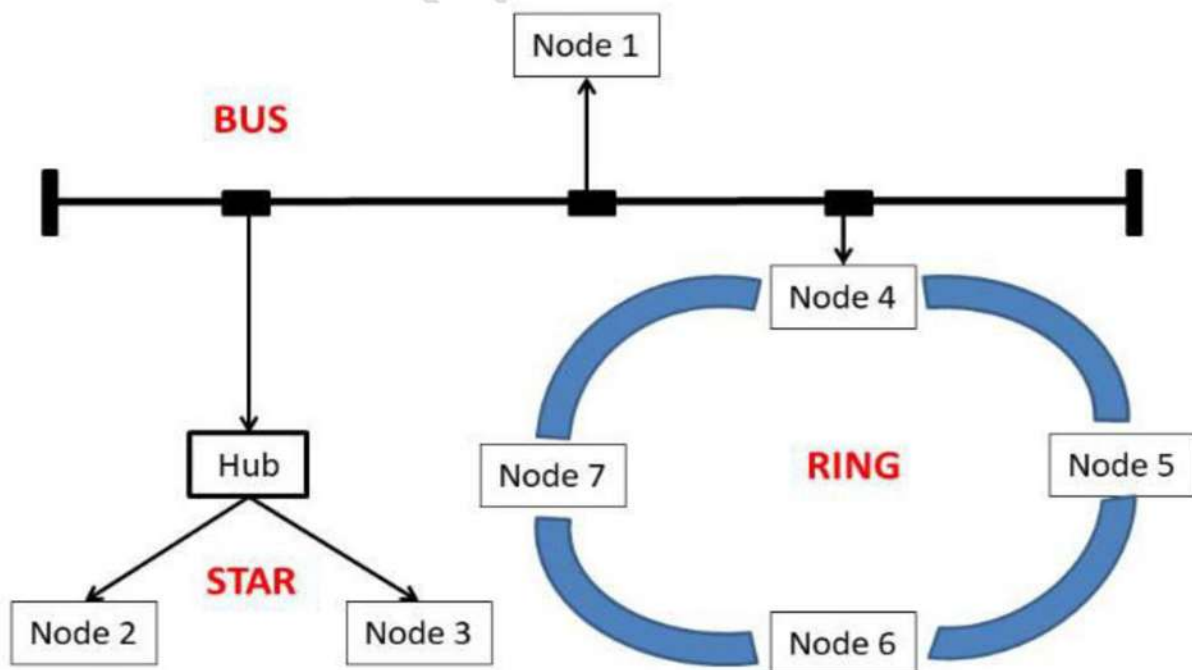 Node 1
BUS
Node 4
Hub
Node 7
RING
Node 5
STAR
Node 2
Node 3
Node 6